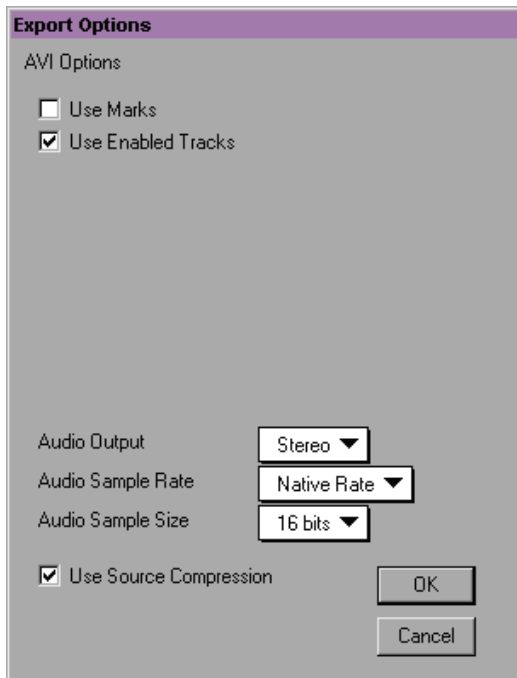 Export Options
AVI Options
Use Marks
Use Enabled Tracks
Audio Output Stereo
Audio Sample Rate Native Rate
Audio Sample Size 16 bits
Use Source Compression OK
Cancel